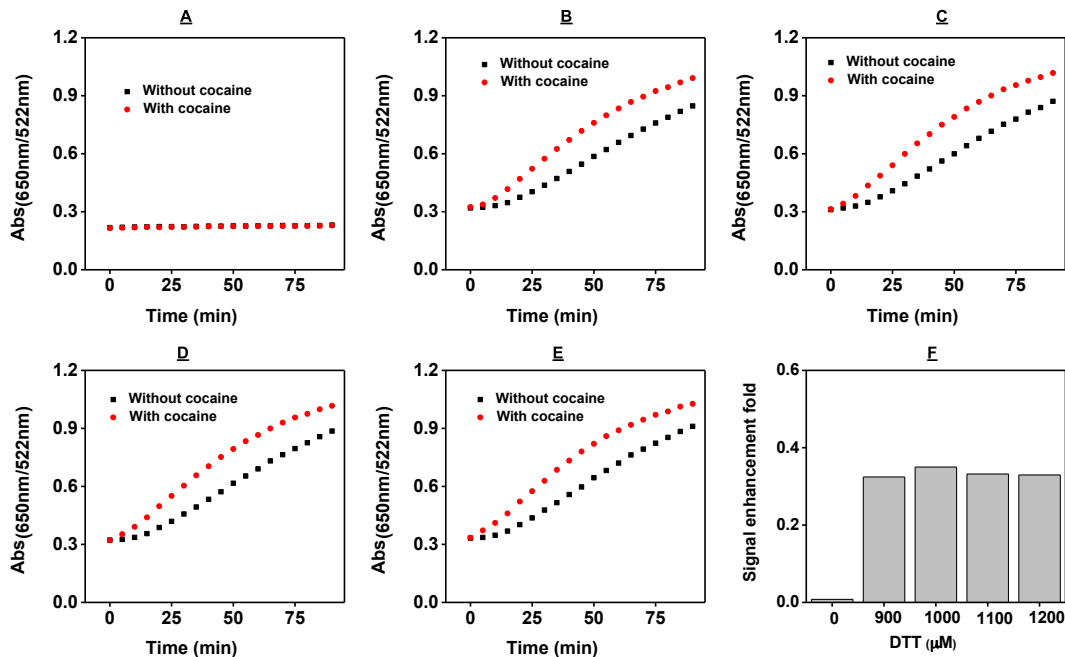 A
Abs(650nm/522nm)
1.2
0.9
0.6
0.3
0.0
Without cocaine
With cocaine
0 25 50 75
Time (min)
B
Abs(650nm/522nm)
1.2
0.9
0.6
0.3
0.0
Without cocaine
With cocaine
0 25 50 75
Time (min)
C
Abs(650nm/522nm)
1.2
0.9
0.6
0.3
0.0
Without cocaine
With cocaine
0 25 50 75
Time (min)
D
Abs(650nm/522nm)
1.2
0.9
0.6
0.3
0.0
Without cocaine
With cocaine
0 25 50 75
Time (min)
E
Abs(650nm/522nm)
1.2
0.9
0.6
0.3
0.0
Without cocaine
With cocaine
0 25 50 75
Time (min)
F
Signal enhancement fold
0.6
0.4
0.2
0.0
0 900 1000 1100 1200
DTT (μM)